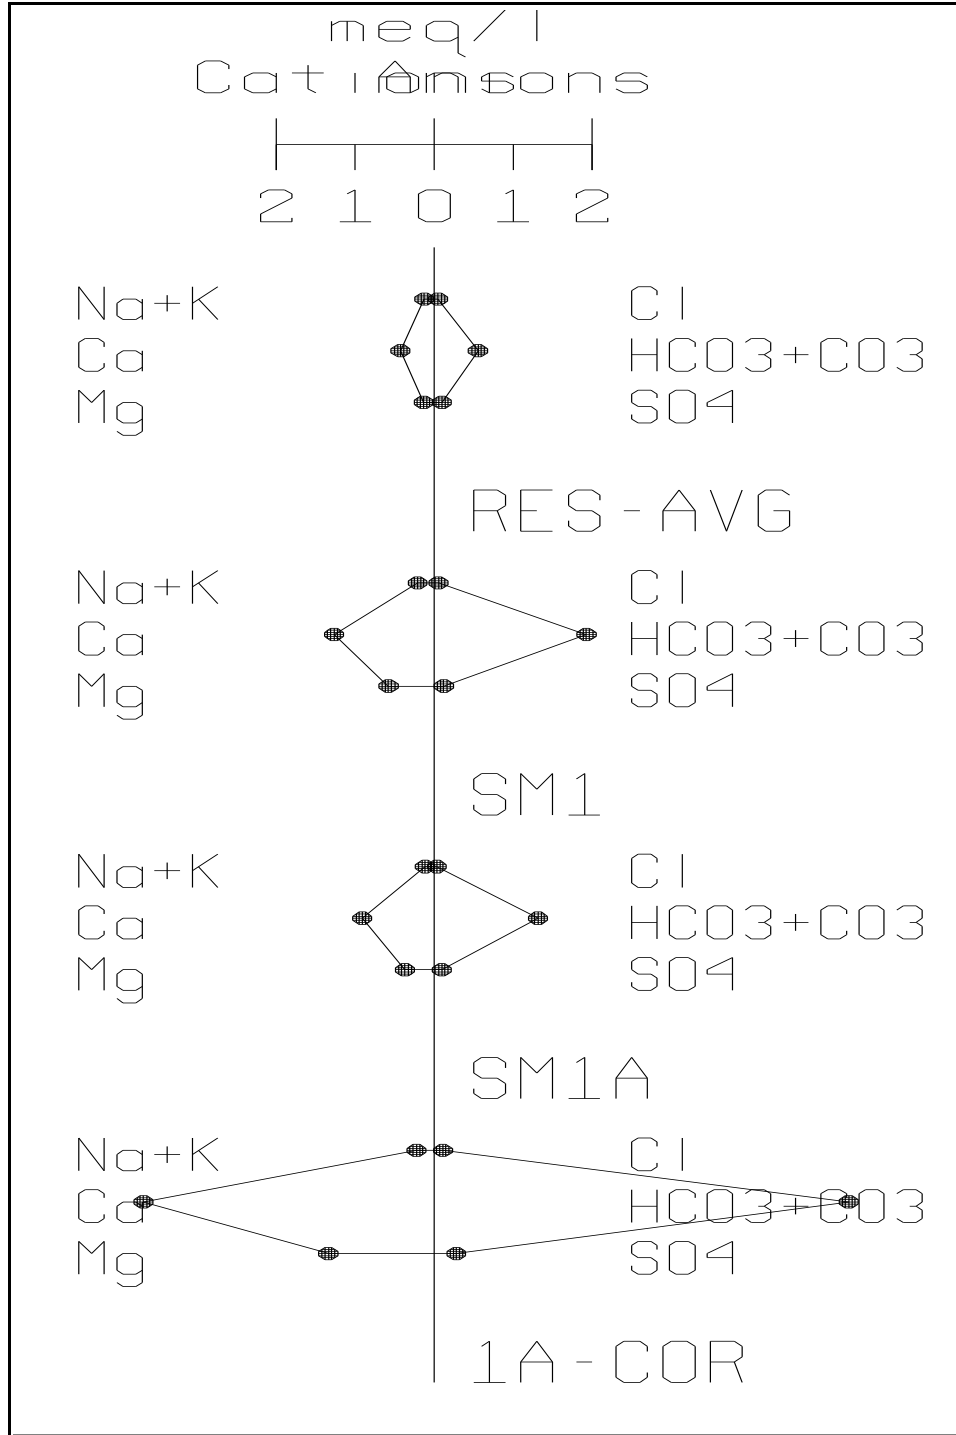 meq/l
Cations Anions
2 1 0 1 2
Na+K Cl
Ca HCO3+CO3
Mg SO4
RES-AVG
Na+K Cl
Ca HCO3+CO3
Mg SO4
SM1
Na+K Cl
Ca HCO3+CO3
Mg SO4
SM1A
Na+K Cl
Ca HCO3+CO3
Mg SO4
1A-COR